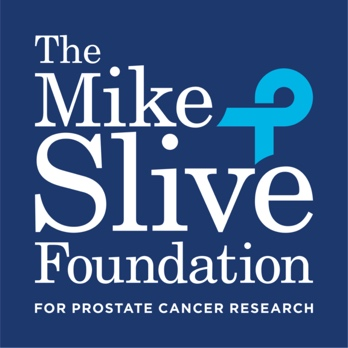 The
Mike
Slive
Foundation
FOR PROSTATE CANCER RESEARCH